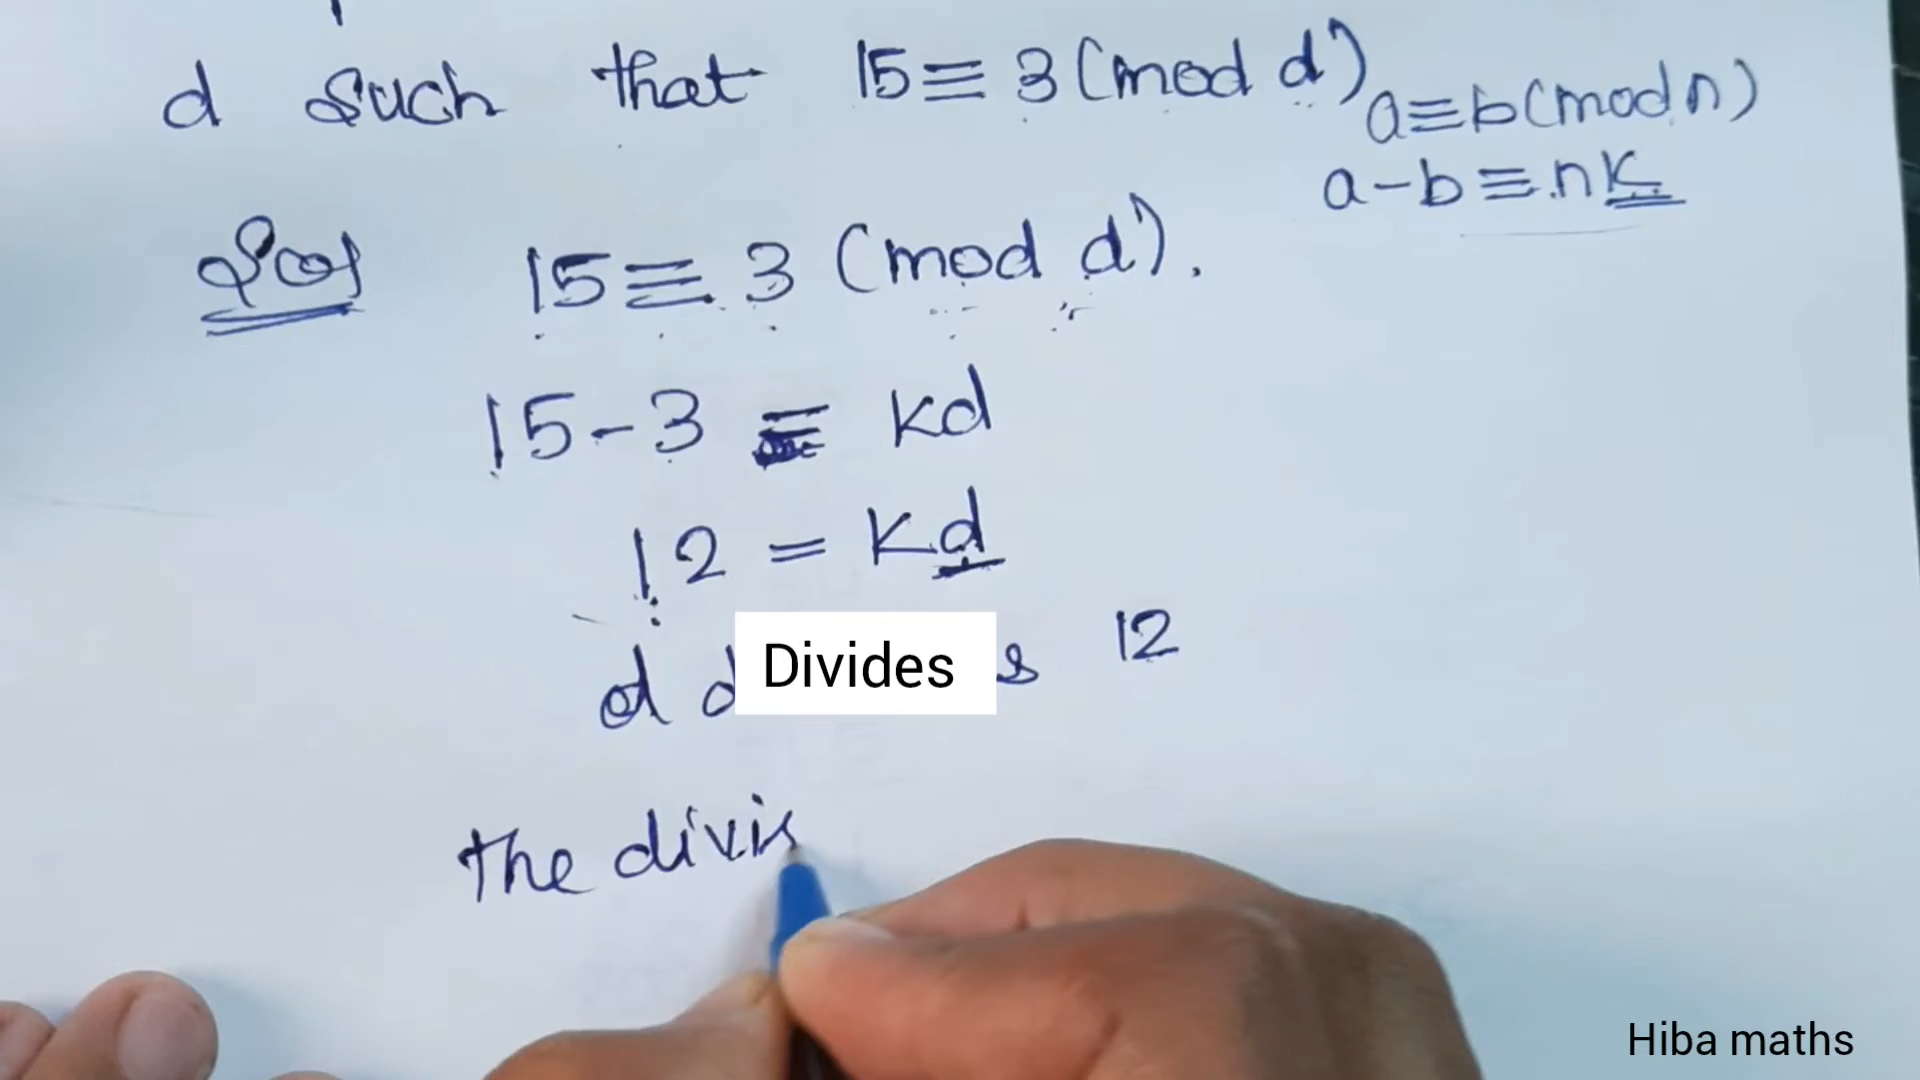 d such that 15 ≡ 3 (mod d)
a ≡ b (mod n)
a - b ≡ nk
Sol
15 ≡ 3 (mod d).
15 - 3 = kd
12 = kd
d d Divides s 12
The divis
Hiba maths